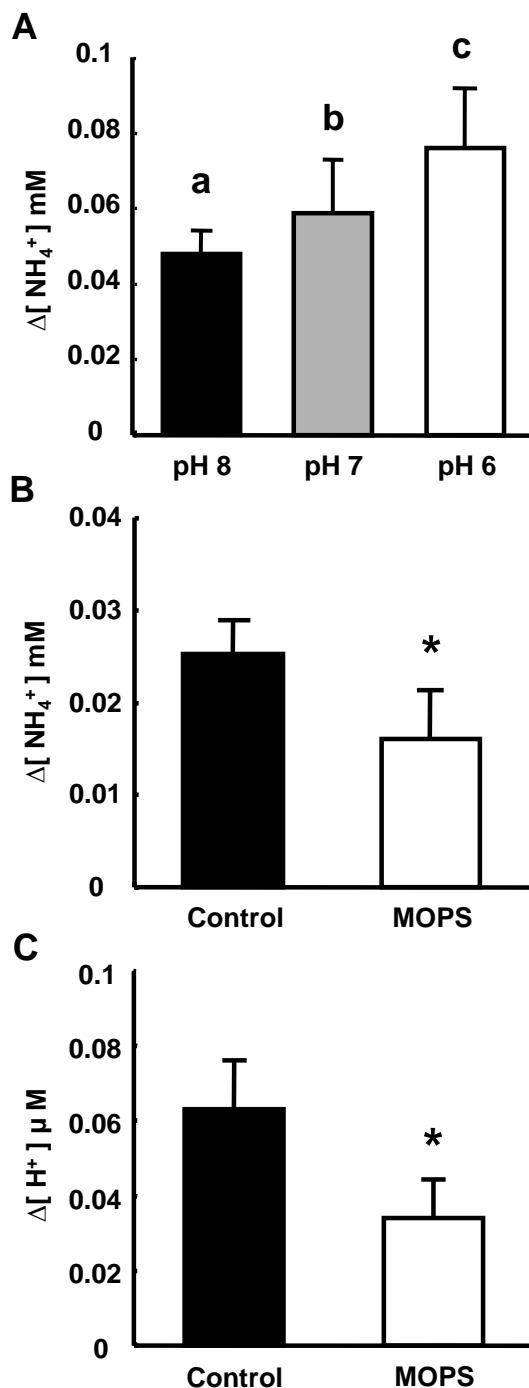 A
0.1
c
0.08
b
a
0.06
0.04
0.02
0
Δ[ NH₄⁺ ] mM
pH 8 pH 7 pH 6
B
0.04
0.03
*
0.02
0.01
0
Δ[ NH₄⁺ ] mM
Control MOPS
C
0.1
0.08
0.06
*
0.04
0.02
0
Δ[ H⁺ ] μ M
Control MOPS